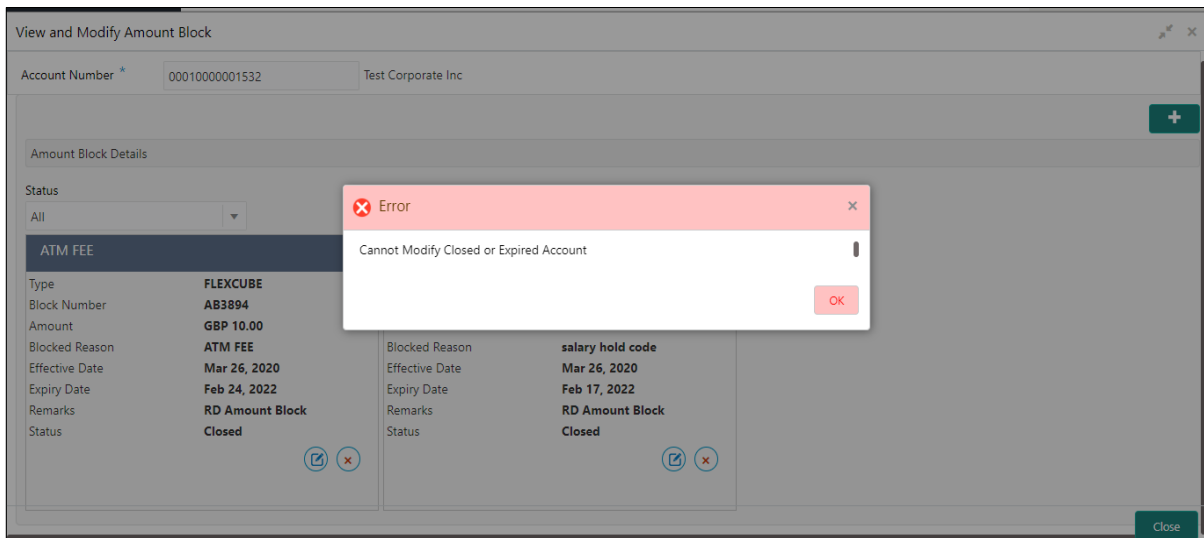 View and Modify Amount Block
Account Number * 00010000001532 Test Corporate Inc
Amount Block Details
Status
All
Error
Cannot Modify Closed or Expired Account
OK
ATM FEE
Type FLEXCUBE
Block Number AB3894
Amount GBP 10.00
Blocked Reason ATM FEE
Effective Date Mar 26, 2020
Expiry Date Feb 24, 2022
Remarks RD Amount Block
Status Closed
Blocked Reason salary hold code
Effective Date Mar 26, 2020
Expiry Date Feb 17, 2022
Remarks RD Amount Block
Status Closed
Close